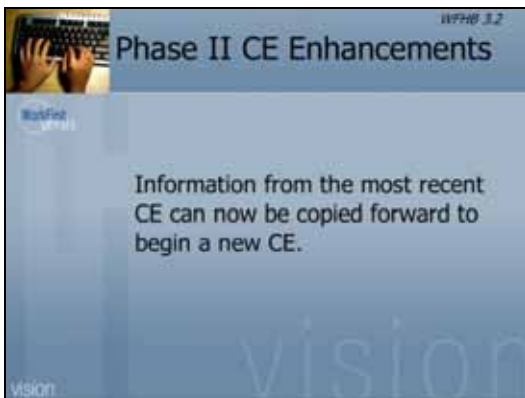 WFHB 3.2
Phase II CE Enhancements
WorkFirst
Information from the most recent
CE can now be copied forward to
begin a new CE.
vision
vision